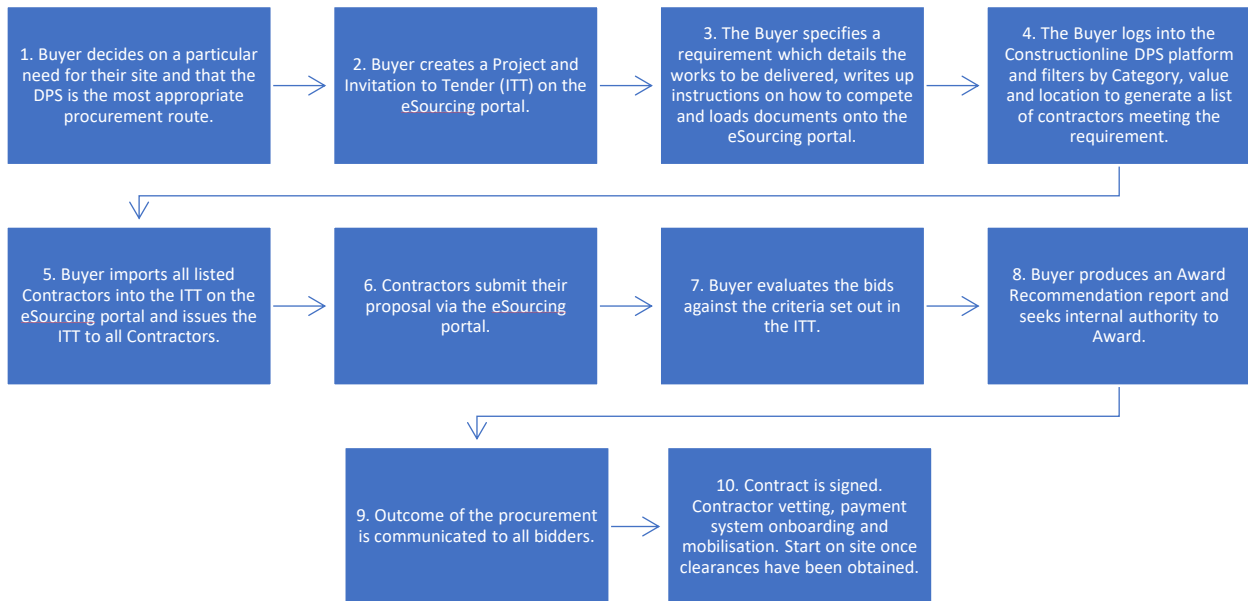 1. Buyer decides on a particular
need for their site and that the
DPS is the most appropriate
procurement route.
2. Buyer creates a Project and
Invitation to Tender (ITT) on the
eSourcing portal.
3. The Buyer specifies a
requirement which details the
works to be delivered, writes up
instructions on how to compete
and loads documents onto the
eSourcing portal.
4. The Buyer logs into the
Constructionline DPS platform
and filters by Category, value
and location to generate a list
of contractors meeting the
requirement.
5. Buyer imports all listed
Contractors into the ITT on the
eSourcing portal and issues the
ITT to all Contractors.
6. Contractors submit their
proposal via the eSourcing
portal.
7. Buyer evaluates the bids
against the criteria set out in
the ITT.
8. Buyer produces an Award
Recommendation report and
seeks internal authority to
Award.
9. Outcome of the procurement
is communicated to all bidders.
10. Contract is signed.
Contractor vetting, payment
system onboarding and
mobilisation. Start on site once
clearances have been obtained.